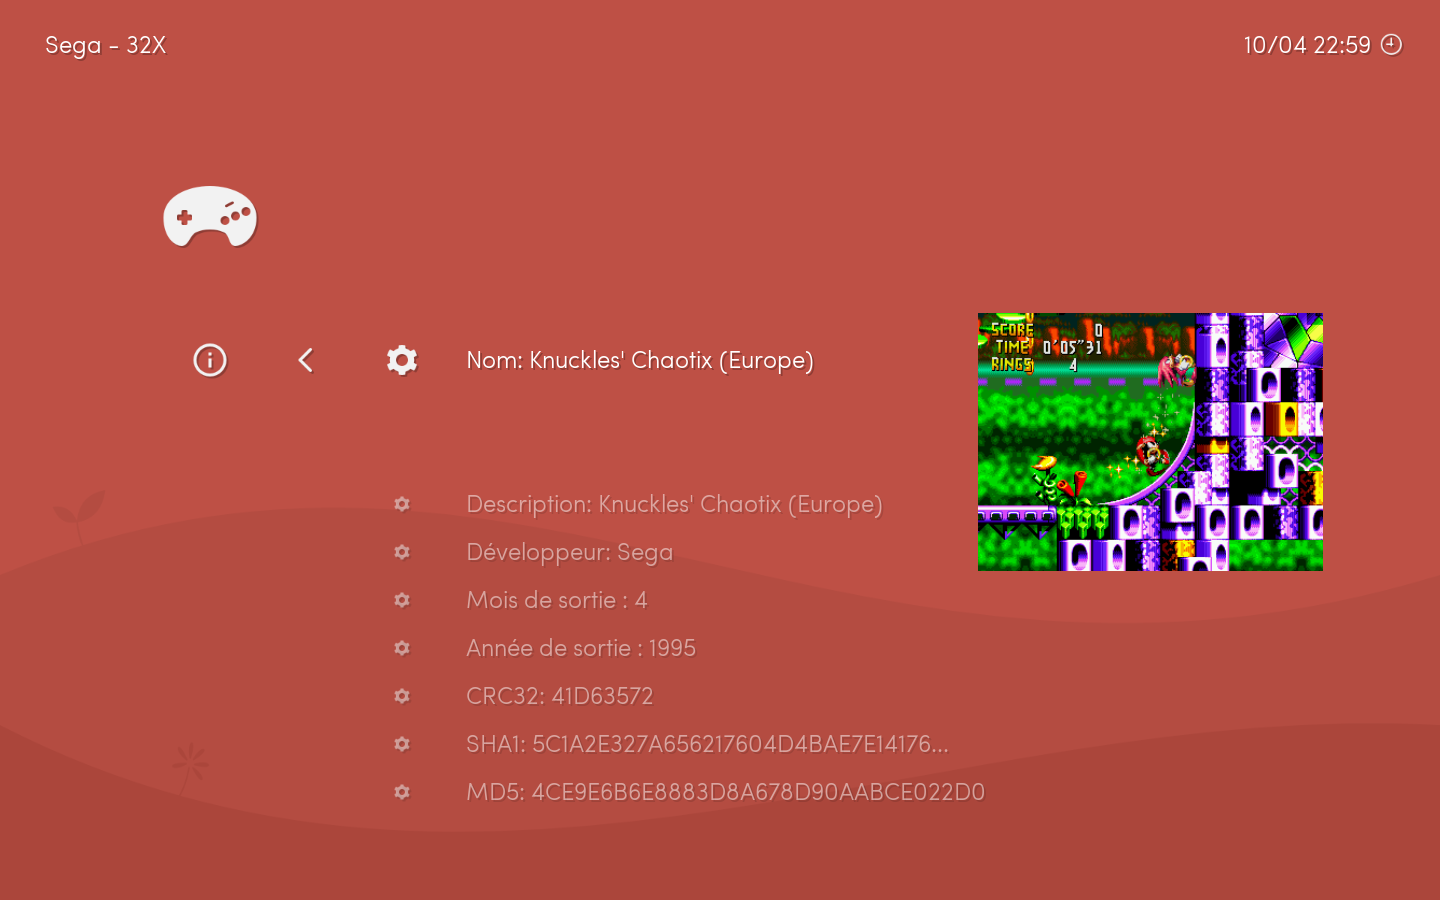 Sega - 32X
10/04 22:59
Nom: Knuckles' Chaotix (Europe)
SCORE 0
TIME 0'05"31
RINGS 4
Description: Knuckles' Chaotix (Europe)
Développeur: Sega
Mois de sortie : 4
Année de sortie : 1995
CRC32: 41D63572
SHA1: 5C1A2E327A656217604D4BAE7E14176...
MD5: 4CE9E6B6E8883D8A678D90AABCE022D0